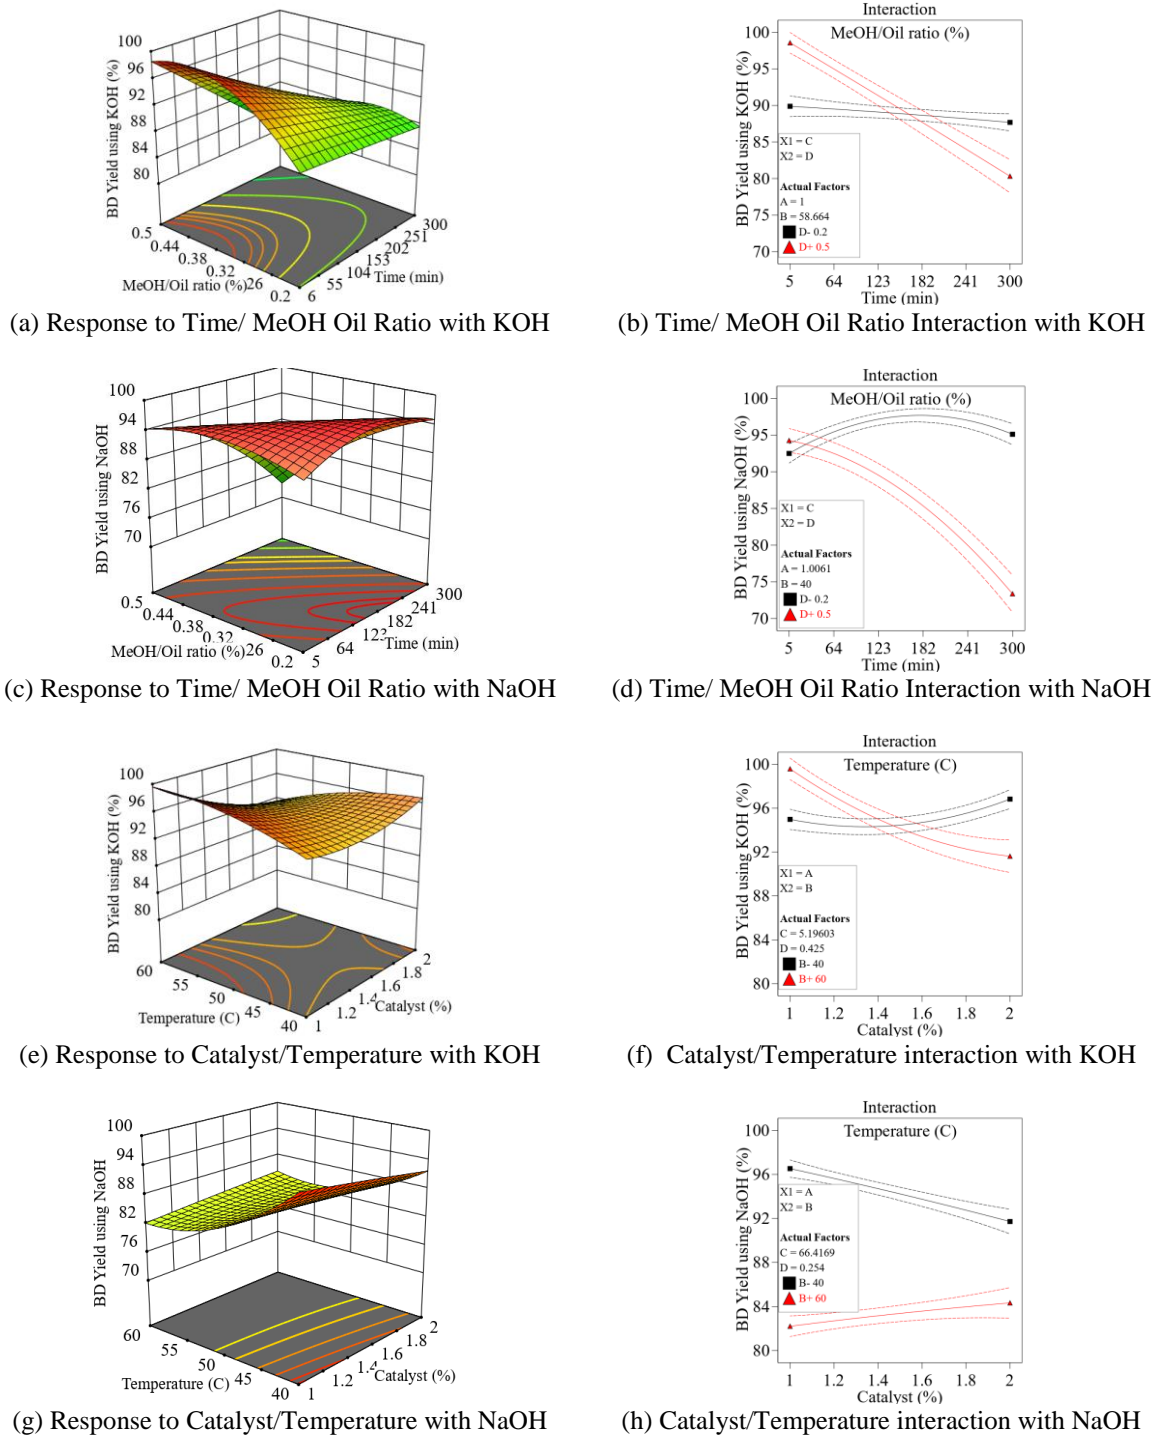 100
96
92
88
84
80
BD Yield using KOH (%)
0.5
0.44
0.38
0.32
26
0.2
MeOH/Oil ratio (%)
6
55
104
153
202
251
300
Time (min)
(a) Response to Time/ MeOH Oil Ratio with KOH
Interaction
MeOH/Oil ratio (%)
100
95
90
85
80
75
70
BD Yield using KOH (%)
X1 = C
X2 = D
Actual Factors
A = 1
B = 58.664
D- 0.2
D+ 0.5
5 64 123 182 241 300
Time (min)
(b) Time/ MeOH Oil Ratio Interaction with KOH
100
94
88
82
76
70
BD Yield using NaOH
0.5
0.44
0.38
0.32
26
0.2
MeOH/Oil ratio (%)
5
64
123
182
241
300
Time (min)
(c) Response to Time/ MeOH Oil Ratio with NaOH
Interaction
MeOH/Oil ratio (%)
100
95
90
85
80
75
70
BD Yield using NaOH (%)
X1 = C
X2 = D
Actual Factors
A = 1.0061
B = 40
D- 0.2
D+ 0.5
5 64 123 182 241 300
Time (min)
(d) Time/ MeOH Oil Ratio Interaction with NaOH
100
96
92
88
84
80
BD Yield using KOH (%)
60
55
50
45
40
Temperature (C)
1
1.2
1.4
1.6
1.8
2
Catalyst (%)
(e) Response to Catalyst/Temperature with KOH
Interaction
Temperature (C)
100
96
92
88
84
80
BD Yield using KOH (%)
X1 = A
X2 = B
Actual Factors
C = 5.19603
D = 0.425
B- 40
B+ 60
1 1.2 1.4 1.6 1.8 2
Catalyst (%)
(f) Catalyst/Temperature interaction with KOH
100
94
88
82
76
70
BD Yield using NaOH
60
55
50
45
40
Temperature (C)
1
1.2
1.4
1.6
1.8
2
Catalyst (%)
(g) Response to Catalyst/Temperature with NaOH
Interaction
Temperature (C)
100
96
92
88
84
80
BD Yield using NaOH (%)
X1 = A
X2 = B
Actual Factors
C = 66.4169
D = 0.254
B- 40
B+ 60
1 1.2 1.4 1.6 1.8 2
Catalyst (%)
(h) Catalyst/Temperature interaction with NaOH